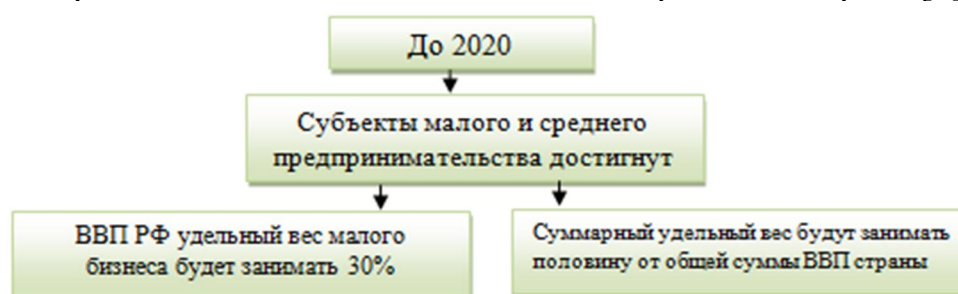 До 2020
Субъекты малого и среднего
предпринимательства достигнут
ВВП РФ удельный вес малого
бизнеса будет занимать 30%
Суммарный удельный вес будут занимать
половину от общей суммы ВВП страны